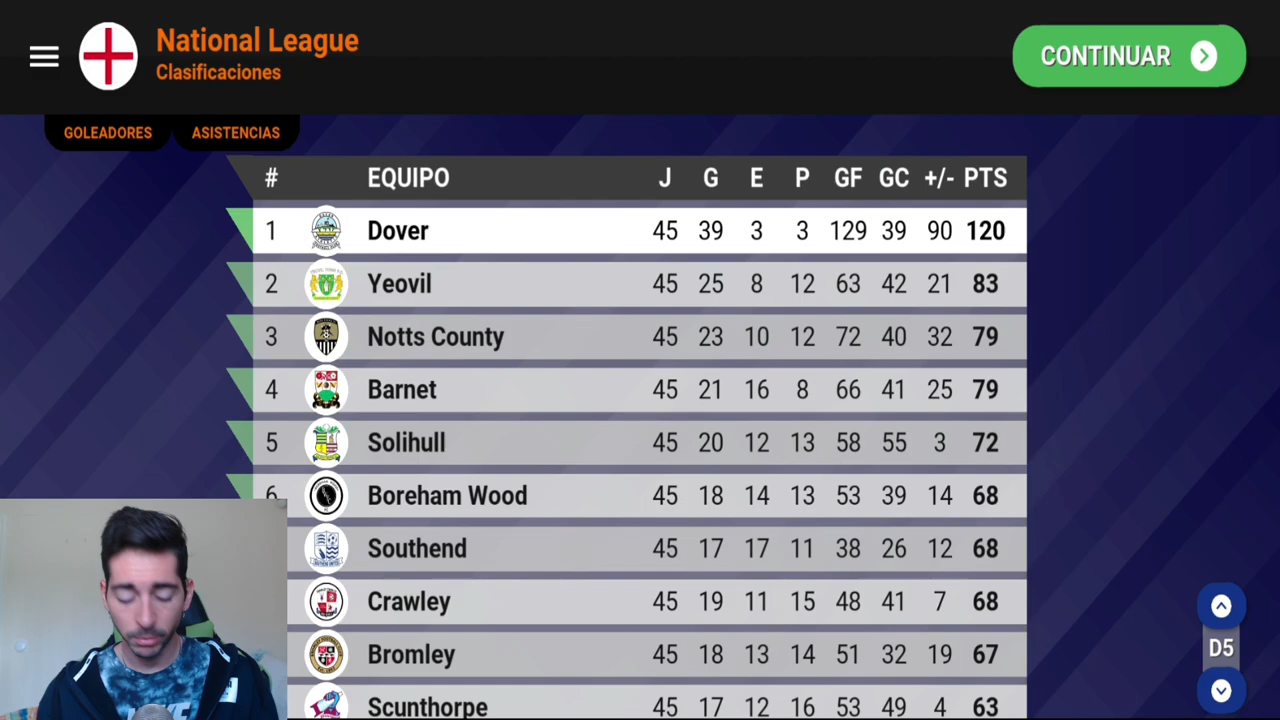 National League
Clasificaciones
CONTINUAR
GOLEADORES ASISTENCIAS
# EQUIPO J G E P GF GC +/- PTS
1 Dover 45 39 3 3 129 39 90 120
2 Yeovil 45 25 8 12 63 42 21 83
3 Notts County 45 23 10 12 72 40 32 79
4 Barnet 45 21 16 8 66 41 25 79
5 Solihull 45 20 12 13 58 55 3 72
6 Boreham Wood 45 18 14 13 53 39 14 68
Southend 45 17 17 11 38 26 12 68
Crawley 45 19 11 15 48 41 7 68
D5
Bromley 45 18 13 14 51 32 19 67
Scunthorpe 45 17 12 16 53 49 4 63